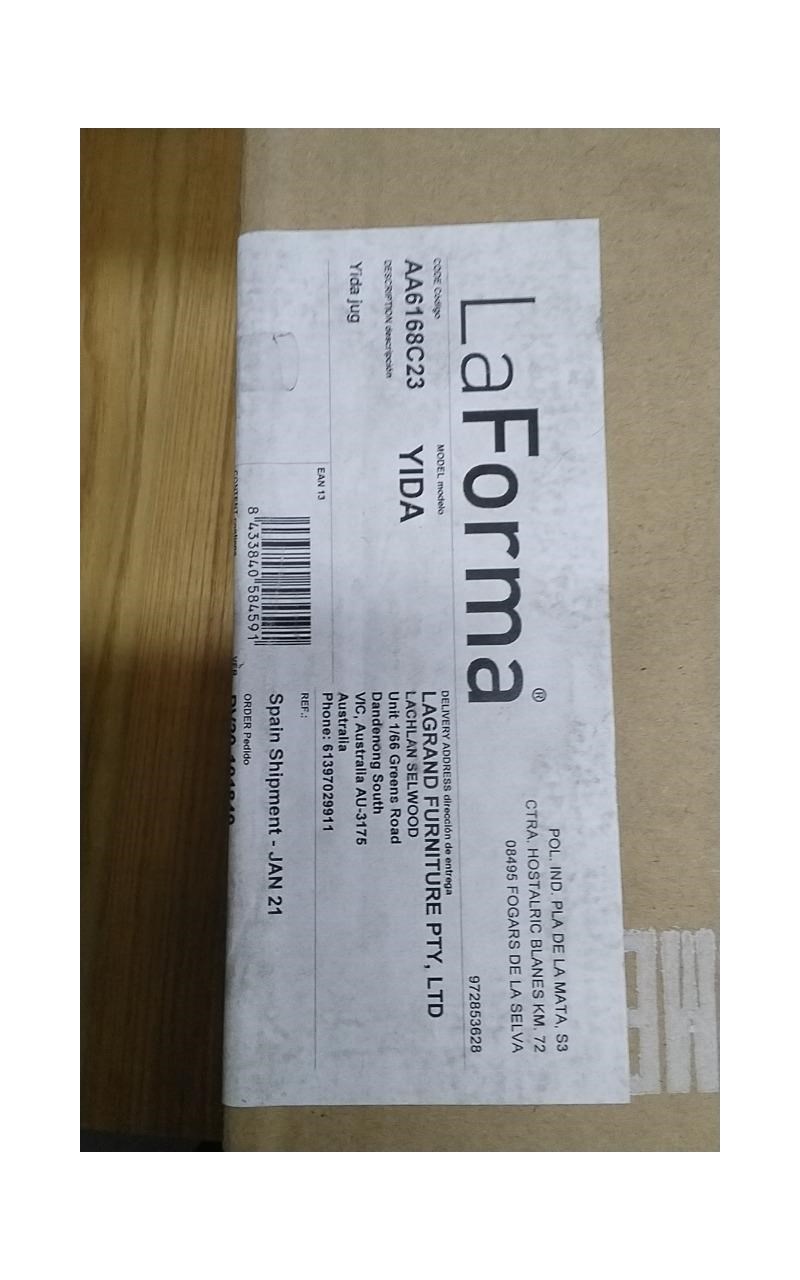 LaForma®
POL. IND. PLA DE LA MATA, S3
CTRA. HOSTALRIC BLANES KM. 72
08495 FOGARS DE LA SELVA
972853628
CODE Código
AA6168C23
MODEL modelo
YIDA
DESCRIPTION descripción
Yida jug
DELIVERY ADDRESS dirección de entrega
LAGRAND FURNITURE PTY, LTD
LACHLAN SELWOOD
Unit 1/66 Greens Road
Dandenong South
VIC, Australia AU-3175
Australia
Phone: 61397029911
EAN 13
8 433840 584591
REF.:
Spain Shipment - JAN 21
ORDER Pedido